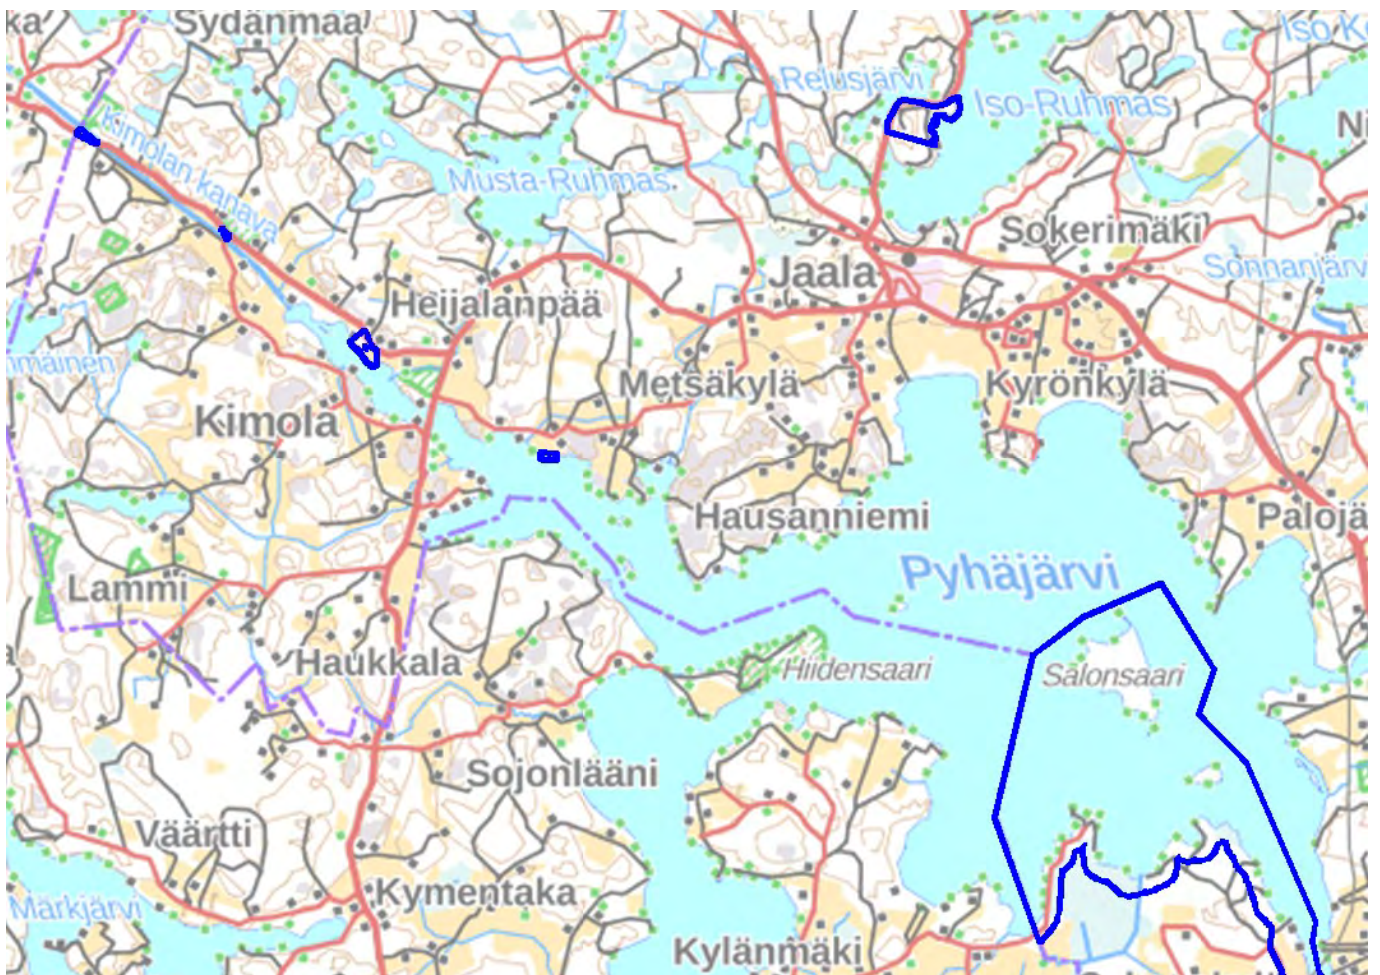 ka
Sydänmaa
Relusjärvi
Iso-Ruhmas
Kimolan kanava
Musta-Ruhmas
Sokerimäki
Jaala
Sonnanjärvi
Heijalanpää
Metsäkylä
Kyrönkylä
Kimola
Hausanniemi
Pyhäjärvi
Lammi
Haukkala
Hiidensaari
Salonsaari
Sojonlääni
Väärtti
Kymentaka
Märkjärvi
Kylänmäki